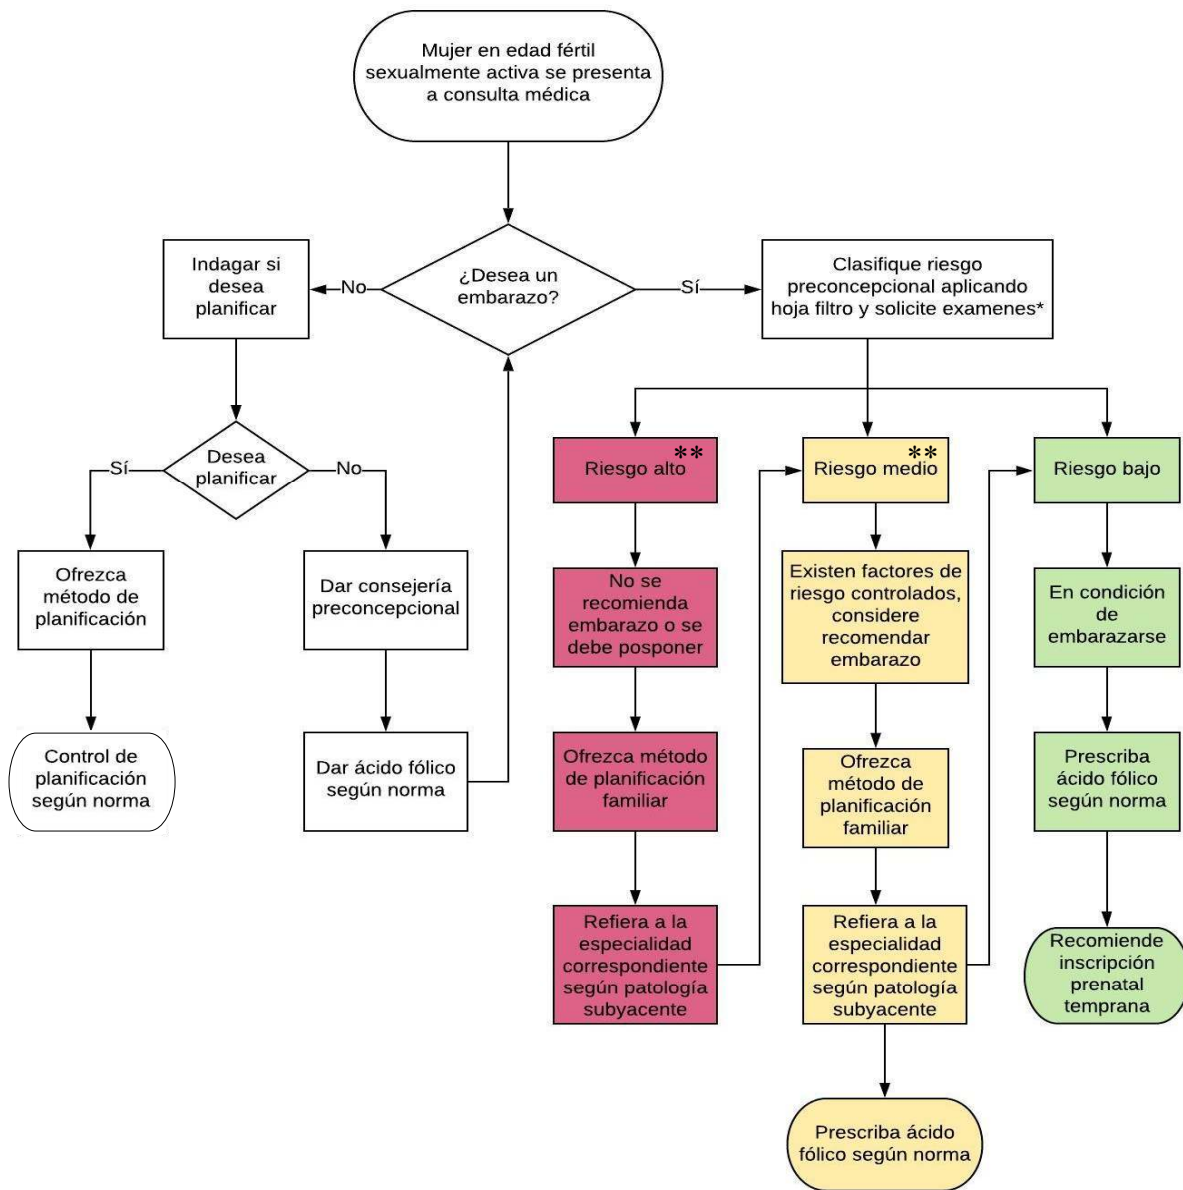 Mujer en edad fértil
sexualmente activa se presenta
a consulta médica
¿Desea un
embarazo?
No
Sí
Indagar si
desea
planificar
Clasifique riesgo
preconcepcional aplicando
hoja filtro y solicite examenes*
Desea
planificar
Sí
No
Ofrezca
método de
planificación
Control de
planificación
según norma
Dar consejería
preconcepcional
Dar ácido fólico
según norma
**
Riesgo alto
No se
recomienda
embarazo o se
debe posponer
Ofrezca método
de planificación
familiar
Refiera a la
especialidad
correspondiente
según patología
subyacente
**
Riesgo medio
Existen factores de
riesgo controlados,
considere
recomendar
embarazo
Ofrezca
método de
planificación
familiar
Refiera a la
especialidad
correspondiente
según patología
subyacente
Prescriba ácido
fólico según norma
Riesgo bajo
En condición
de
embarazarse
Prescriba
ácido fólico
según norma
Recomiende
inscripción
prenatal
temprana